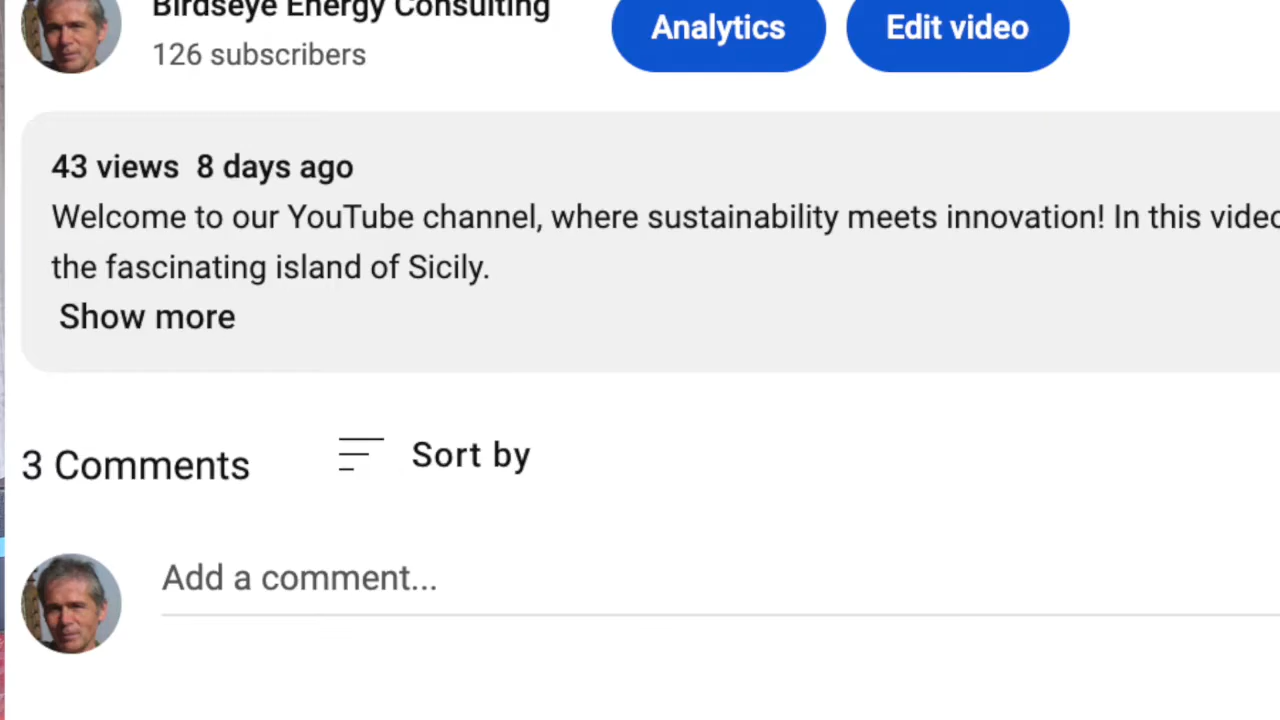 Birdseye Energy Consulting
126 subscribers
Analytics
Edit video
43 views 8 days ago
Welcome to our YouTube channel, where sustainability meets innovation! In this video
the fascinating island of Sicily.
Show more
3 Comments
Sort by
Add a comment...